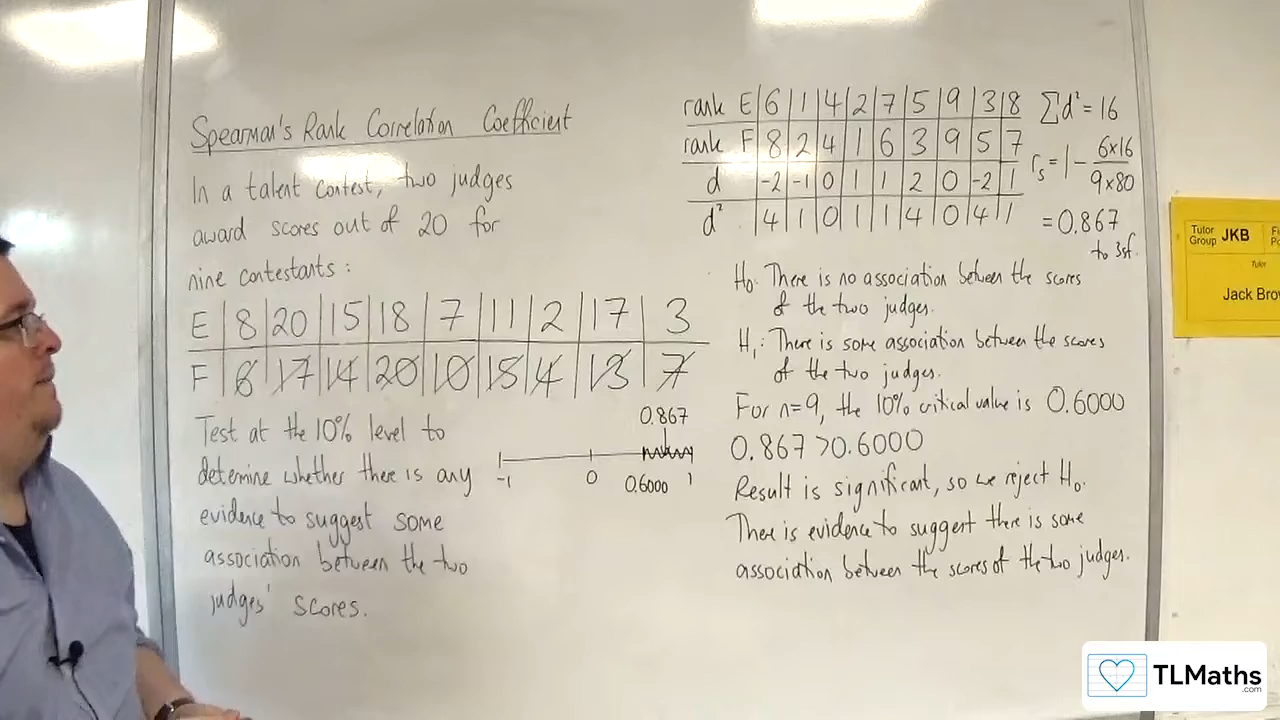 Spearman's Rank Correlation Coefficient
In a talent contest, two judges
award scores out of 20 for
nine contestants:
E | 8 | 20 | 15 | 18 | 7 | 11 | 2 | 17 | 3
F | 6 | 17 | 14 | 20 | 10 | 15 | 4 | 13 | 7
Test at the 10% level to
determine whether there is any
evidence to suggest some
association between the two
judges' scores.
0.867
-1 0 0.6000 1
rank E | 6 | 1 | 4 | 2 | 7 | 5 | 9 | 3 | 8
rank F | 8 | 2 | 4 | 1 | 6 | 3 | 9 | 5 | 7
d | -2 | -1 | 0 | 1 | 1 | 2 | 0 | -2 | 1
d² | 4 | 1 | 0 | 1 | 1 | 4 | 0 | 4 | 1
∑d² = 16
rₛ = 1 - 6×16 / 9×80
= 0.867
to 3sf.
H₀: There is no association between the scores
of the two judges.
H₁: There is some association between the scores
of the two judges.
For n=9, the 10% critical value is 0.6000
0.867 > 0.6000
Result is significant, so we reject H₀.
There is evidence to suggest there is some
association between the scores of the two judges.
Tutor Group JKB
Tutor
Jack Brow
TLMaths
.com